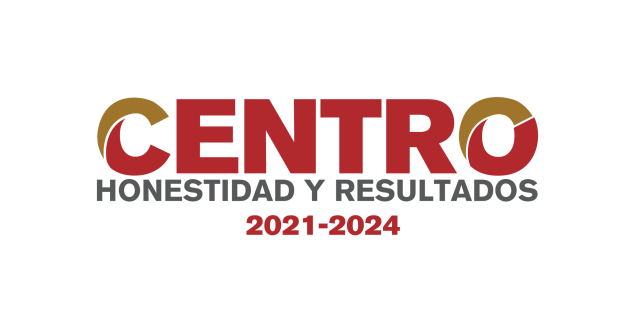 CENTRO
HONESTIDAD Y RESULTADOS
2021-2024